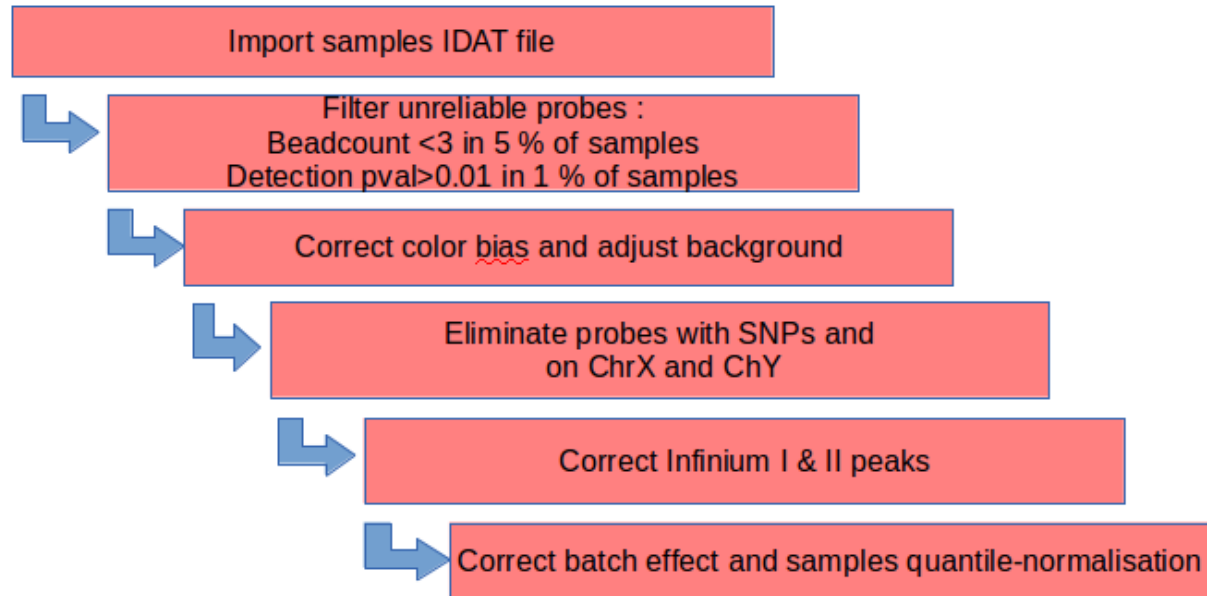 Import samples IDAT file
Filter unreliable probes :
Beadcount <3 in 5 % of samples
Detection pval>0.01 in 1 % of samples
Correct color bias and adjust background
Eliminate probes with SNPs and
on ChrX and ChY
Correct Infinium I & II peaks
Correct batch effect and samples quantile-normalisation